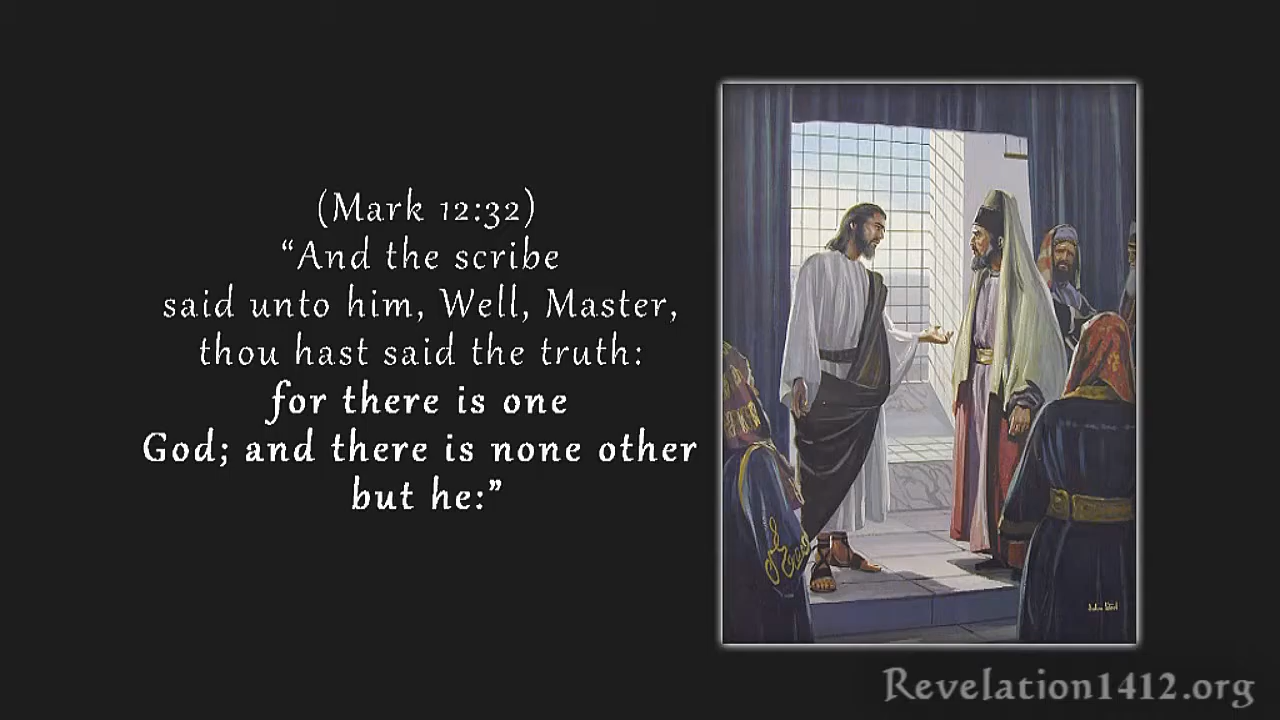 (Mark 12:32)
“And the scribe
said unto him, Well, Master,
thou hast said the truth:
for there is one
God; and there is none other
but he:”
Revelation1412.org